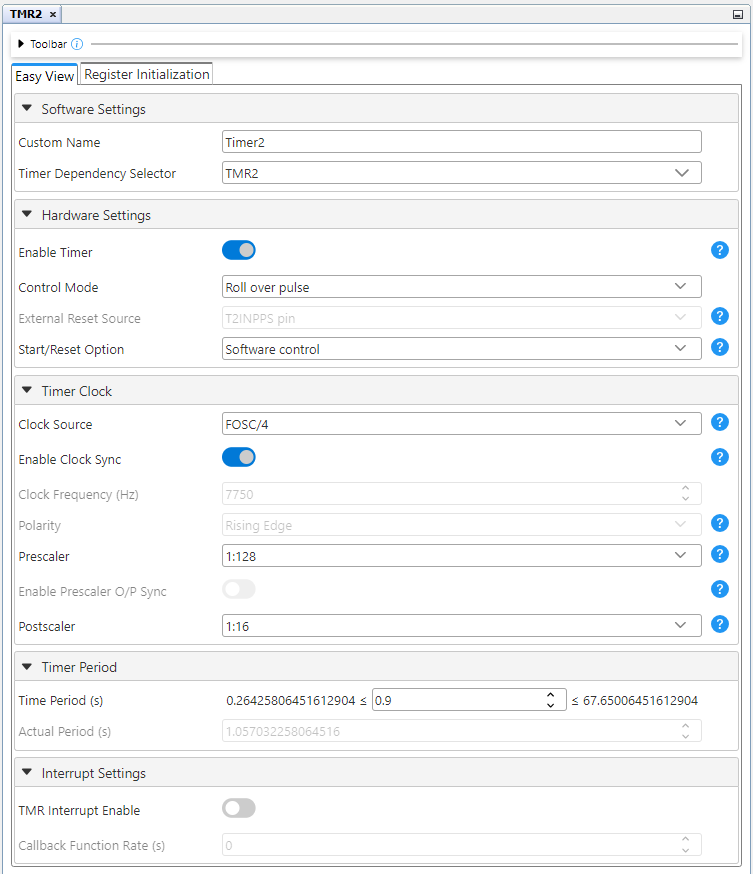 TMR2 ×
Toolbar
Easy View Register Initialization
Software Settings
Custom Name Timer2
Timer Dependency Selector TMR2
Hardware Settings
Enable Timer ?
Control Mode Roll over pulse
External Reset Source T2INPPS pin ?
Start/Reset Option Software control ?
Timer Clock
Clock Source FOSC/4 ?
Enable Clock Sync ?
Clock Frequency (Hz) 7750
Polarity Rising Edge ?
Prescaler 1:128 ?
Enable Prescaler O/P Sync ?
Postscaler 1:16 ?
Timer Period
Time Period (s) 0.26425806451612904 ≤ 0.9 ≤ 67.65006451612904
Actual Period (s) 1.057032258064516
Interrupt Settings
TMR Interrupt Enable
Callback Function Rate (s) 0